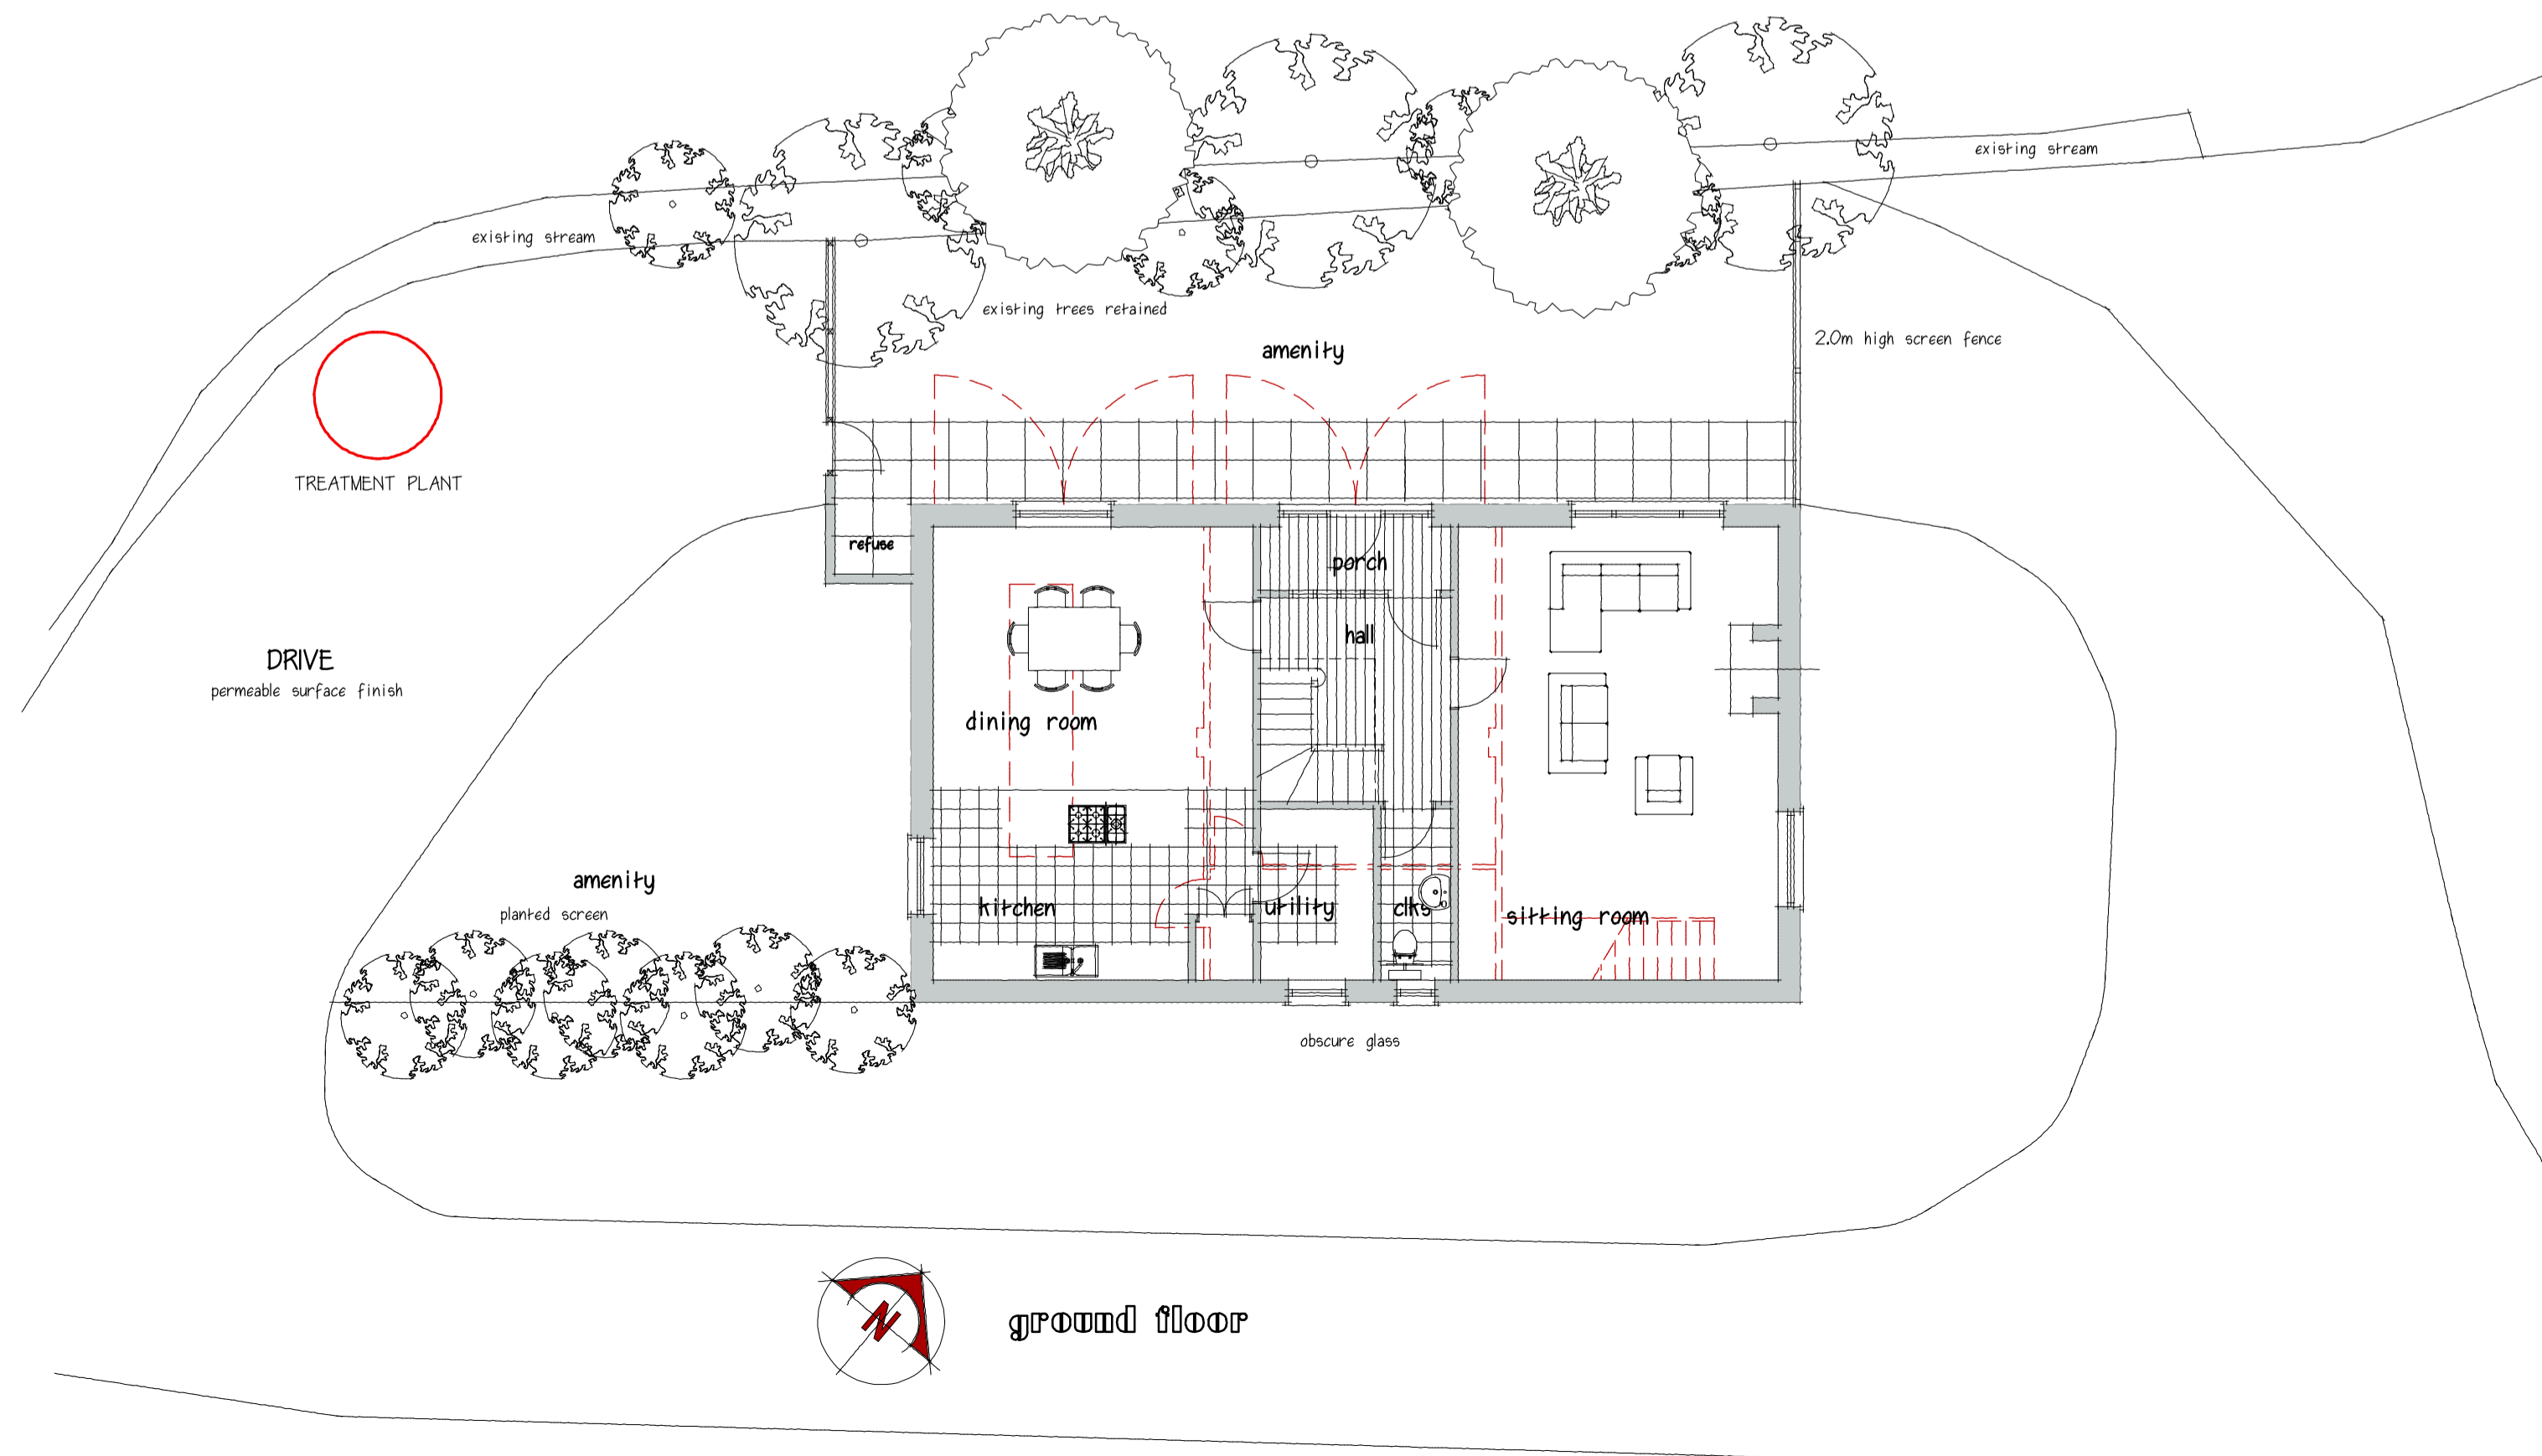 existing stream
existing stream
existing trees retained
2.0m high screen fence
amenity
TREATMENT PLANT
refuse
porch
hall
DRIVE
permeable surface finish
dining room
amenity
planted screen
kitchen
utility
clks
sitting room
obscure glass
N
ground floor